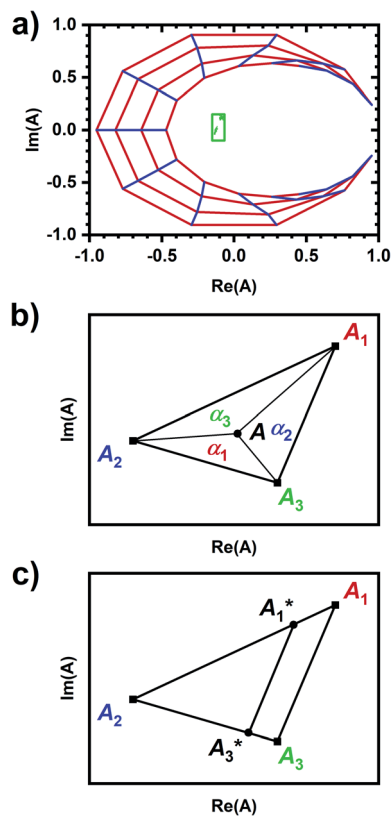 a)
1.0
0.5
0.0
-0.5
-1.0
Im(A)
-1.0 -0.5 0.0 0.5 1.0
Re(A)
b)
A₁
α₃
A α₂
A₂
α₁
A₃
Im(A)
Re(A)
c)
A₁*
A₁
A₂
A₃*
A₃
Im(A)
Re(A)